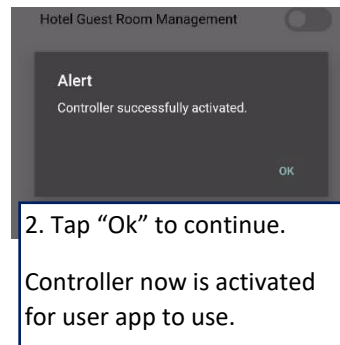 Hotel Guest Room Management
Alert
Controller successfully activated.
OK
2. Tap “Ok” to continue.
Controller now is activated
for user app to use.